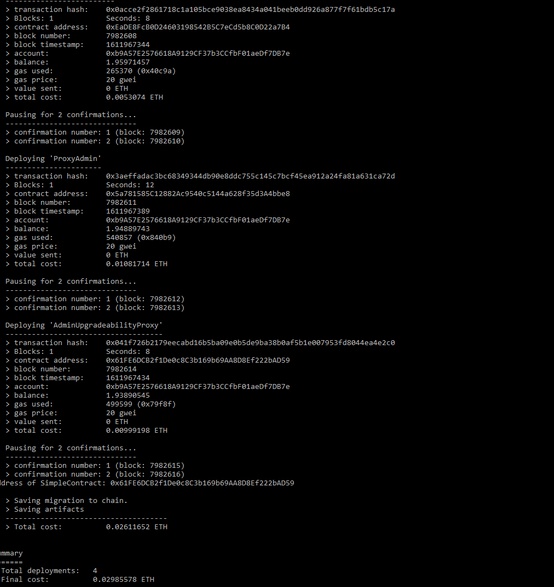 > transaction hash: 0x0acce2f2861718c1a105bce9038ea8434a041beeb0dd926a877f7f61bdb5c17a
> Blocks: 1 Seconds: 8
> contract address: 0xEaDE8FcB0D24603198542B5C7eCd5b8C0D22a7B4
> block number: 7982608
> block timestamp: 1611967344
> account: 0xb9A57E2576618A9129CF37b3CCfbF01aeDf7DB7e
> balance: 1.95971457
> gas used: 265370 (0x40c9a)
> gas price: 20 gwei
> value sent: 0 ETH
> total cost: 0.0053074 ETH
Pausing for 2 confirmations...
------------------------------
> confirmation number: 1 (block: 7982609)
> confirmation number: 2 (block: 7982610)
Deploying 'ProxyAdmin'
----------------------
> transaction hash: 0x3aeffadac3bc68349344db90e8ddc755c145c7bcf45ea912a24fa81a631ca72d
> Blocks: 1 Seconds: 12
> contract address: 0x5a781585C12882Ac9540c5144a628f35d3A4bbe8
> block number: 7982611
> block timestamp: 1611967389
> account: 0xb9A57E2576618A9129CF37b3CCfbF01aeDf7DB7e
> balance: 1.94889743
> gas used: 540857 (0x840b9)
> gas price: 20 gwei
> value sent: 0 ETH
> total cost: 0.01081714 ETH
Pausing for 2 confirmations...
------------------------------
> confirmation number: 1 (block: 7982612)
> confirmation number: 2 (block: 7982613)
Deploying 'AdminUpgradeabilityProxy'
------------------------------------
> transaction hash: 0x041f726b2179eecabd16b5ba09e0b5de9ba38b0af5b1e007953fd8044ea4e2c0
> Blocks: 1 Seconds: 8
> contract address: 0x61FE6DCB2f1De0c8C3b169b69AA8D8Ef222bAD59
> block number: 7982614
> block timestamp: 1611967434
> account: 0xb9A57E2576618A9129CF37b3CCfbF01aeDf7DB7e
> balance: 1.93890545
> gas used: 499599 (0x79f8f)
> gas price: 20 gwei
> value sent: 0 ETH
> total cost: 0.00999198 ETH
Pausing for 2 confirmations...
------------------------------
> confirmation number: 1 (block: 7982615)
> confirmation number: 2 (block: 7982616)
dress of SimpleContract: 0x61FE6DCB2f1De0c8C3b169b69AA8D8Ef222bAD59
> Saving migration to chain.
> Saving artifacts
-------------------------------------
> Total cost: 0.02611652 ETH
mmary
=====
Total deployments: 4
Final cost: 0.02985578 ETH